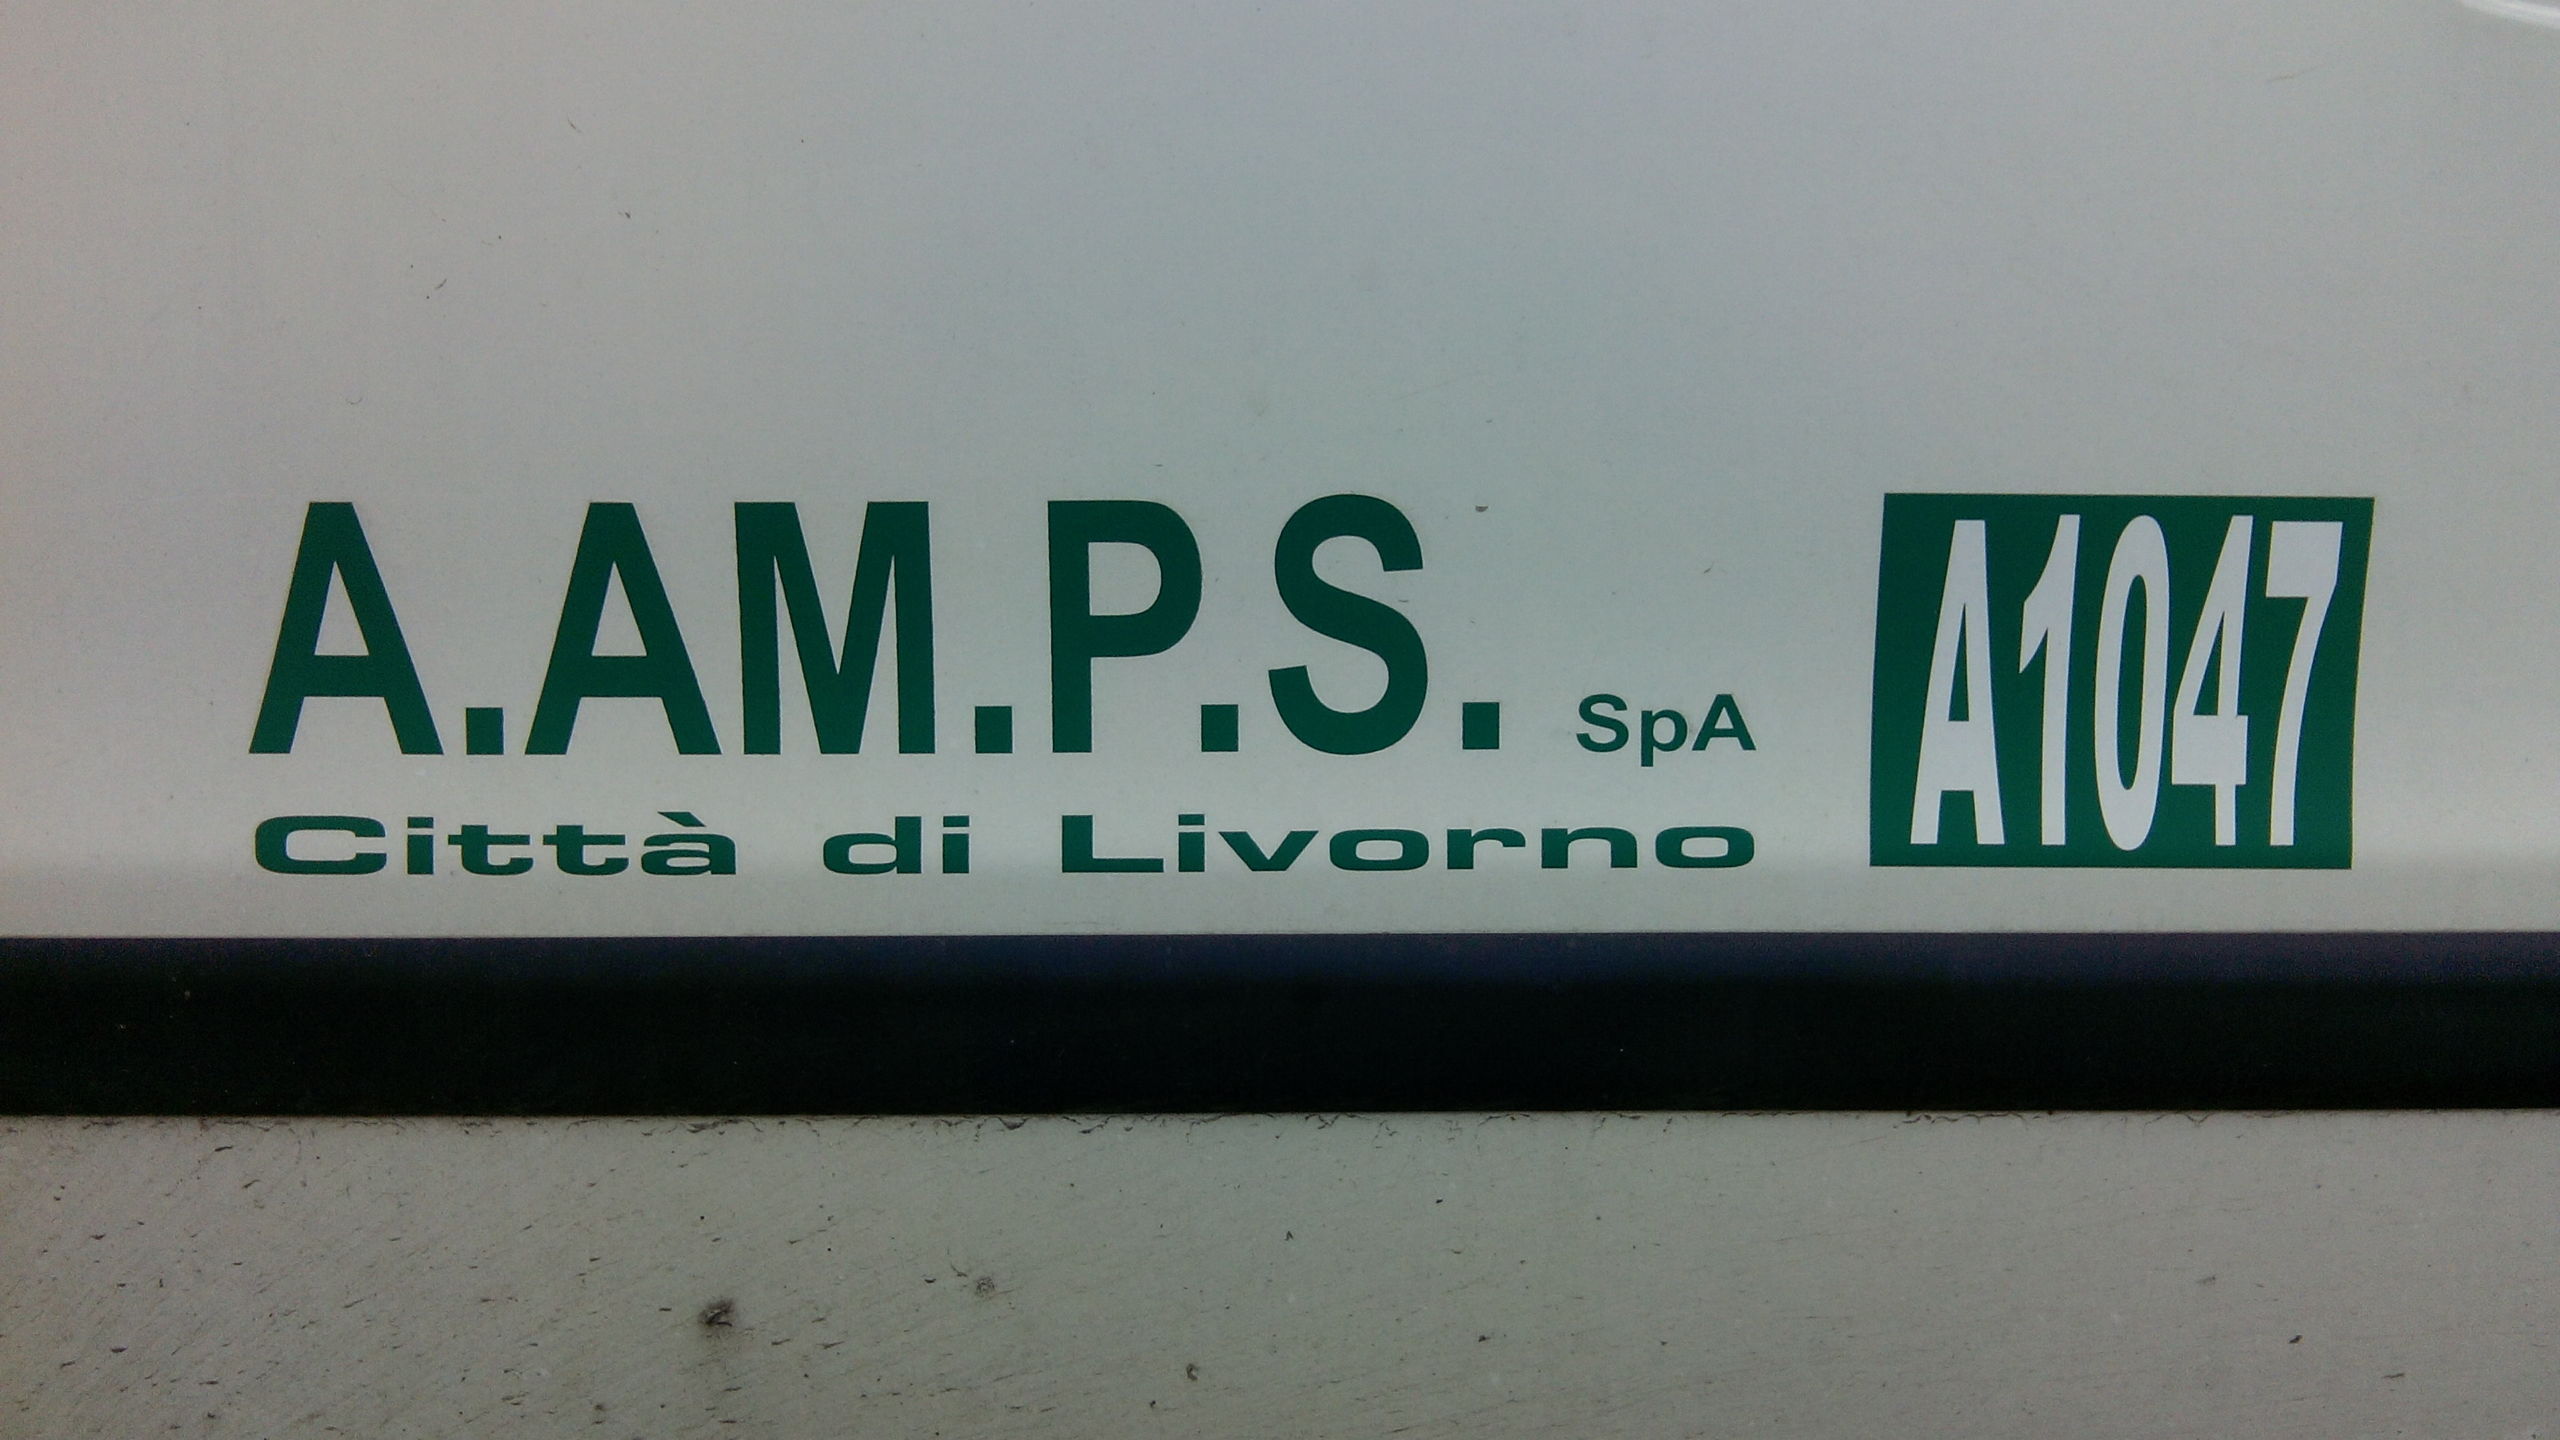 A.AM.P.S. SpA
Città di Livorno
A1047